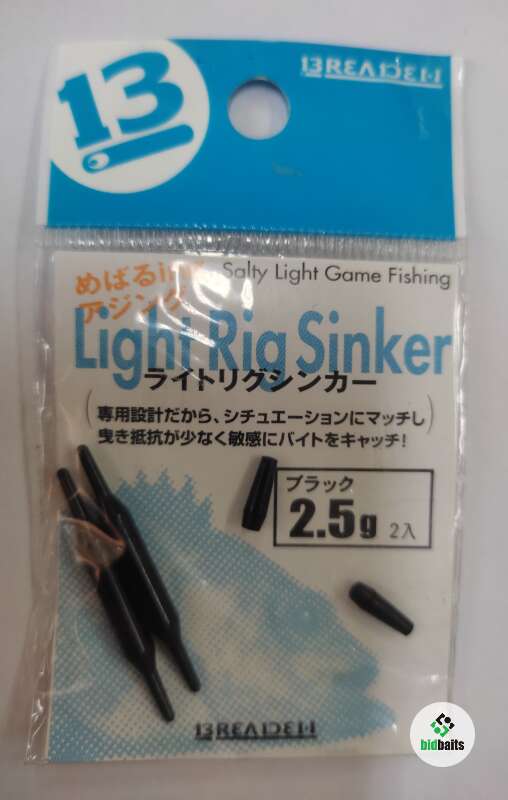 13
BREADEN
めばるing
アジング
Salty Light Game Fishing
Light Rig Sinker
ライトリグシンカー
専用設計だから、シチュエーションにマッチし
曳き抵抗が少なく敏感にバイトをキャッチ!
ブラック
2.5g 2入
BREADEN
bidbaits